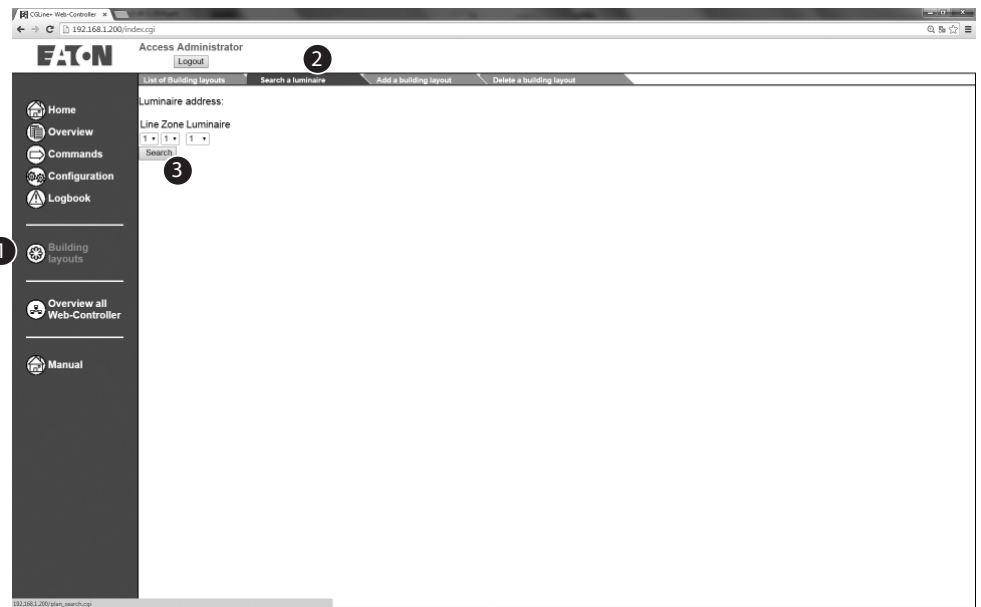 CGLine+ Web-Controller ×
192.168.1.200/index.cgi
EATON
Access Administrator
Logout
2
List of Building layouts Search a luminaire Add a building layout Delete a building layout
Luminaire address:
Line Zone Luminaire
1 1 1
Search
3
Home
Overview
Commands
Configuration
Logbook
1
Building
layouts
Overview all
Web-Controller
Manual
192.168.1.200/plan_search.cgi